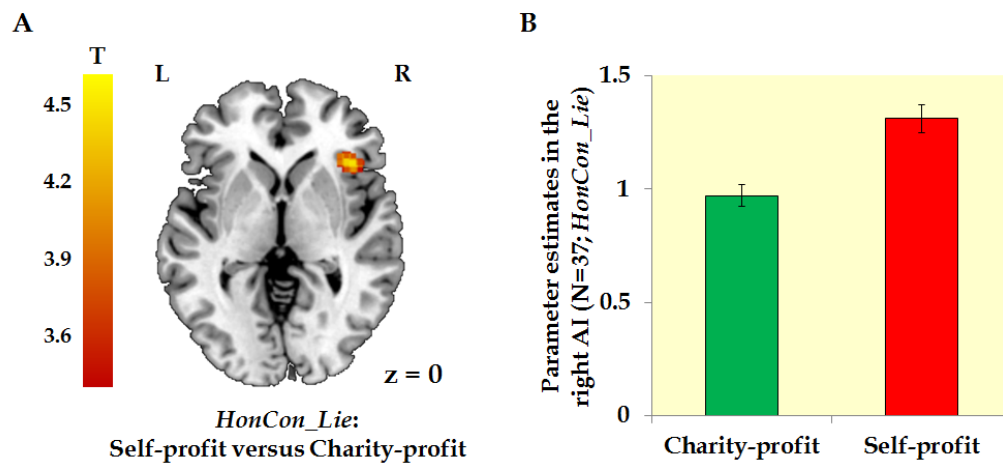 A
T
L
R
4.5
4.2
3.9
3.6
z = 0
HonCon_Lie:
Self-profit versus Charity-profit
B
Parameter estimates in the
right AI (N=37; HonCon_Lie)
1.5
1
0.5
0
Charity-profit
Self-profit